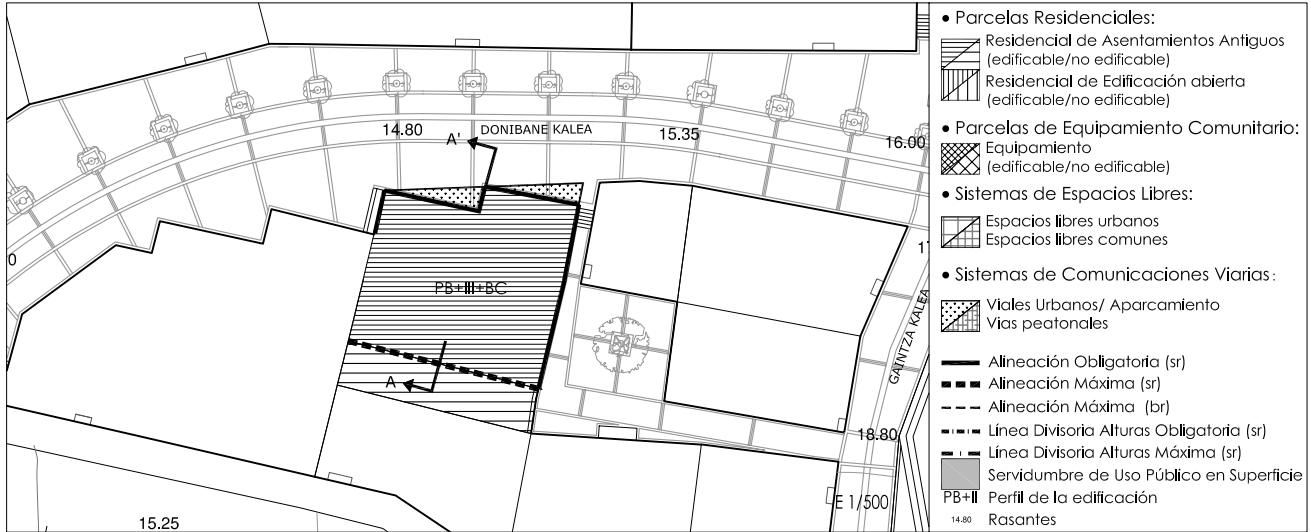 14.80
DONIBANE KALEA
15.35
16.00
A'
PB+III+BC
A
GAINTZA KALEA
18.80
E 1/500
15.25
• Parcelas Residenciales:
Residencial de Asentamientos Antiguos
(edificable/no edificable)
Residencial de Edificación abierta
(edificable/no edificable)
• Parcelas de Equipamiento Comunitario:
Equipamiento
(edificable/no edificable)
• Sistemas de Espacios Libres:
Espacios libres urbanos
Espacios libres comunes
• Sistemas de Comunicaciones Viarias:
Viales Urbanos/ Aparcamiento
Vias peatonales
Alineación Obligatoria (sr)
Alineación Máxima (sr)
Alineación Máxima (br)
Línea Divisoria Alturas Obligatoria (sr)
Línea Divisoria Alturas Máxima (sr)
Servidumbre de Uso Público en Superficie
PB+II Perfil de la edificación
14.80 Rasantes